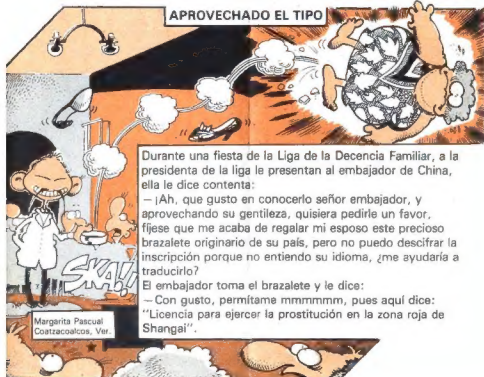 APROVECHADO EL TIPO
Durante una fiesta de la Liga de la Decencia Familiar, a la
presidenta de la liga le presentan al embajador de China,
ella le dice contenta:
— ¡Ah, que gusto en conocerlo señor embajador, y
aprovechando su gentileza, quisiera pedirle un favor,
fíjese que me acaba de regalar mi esposo este precioso
brazalete originario de su país, pero no puedo descifrar la
inscripción porque no entiendo su idioma, ¿me ayudaría a
traducirlo?
El embajador toma el brazalete y le dice:
— Con gusto, permítame mmmmmm, pues aquí dice:
"Licencia para ejercer la prostitución en la zona roja de
Shangai".
SKA!!
Margarita Pascual
Coatzacoalcos, Ver.